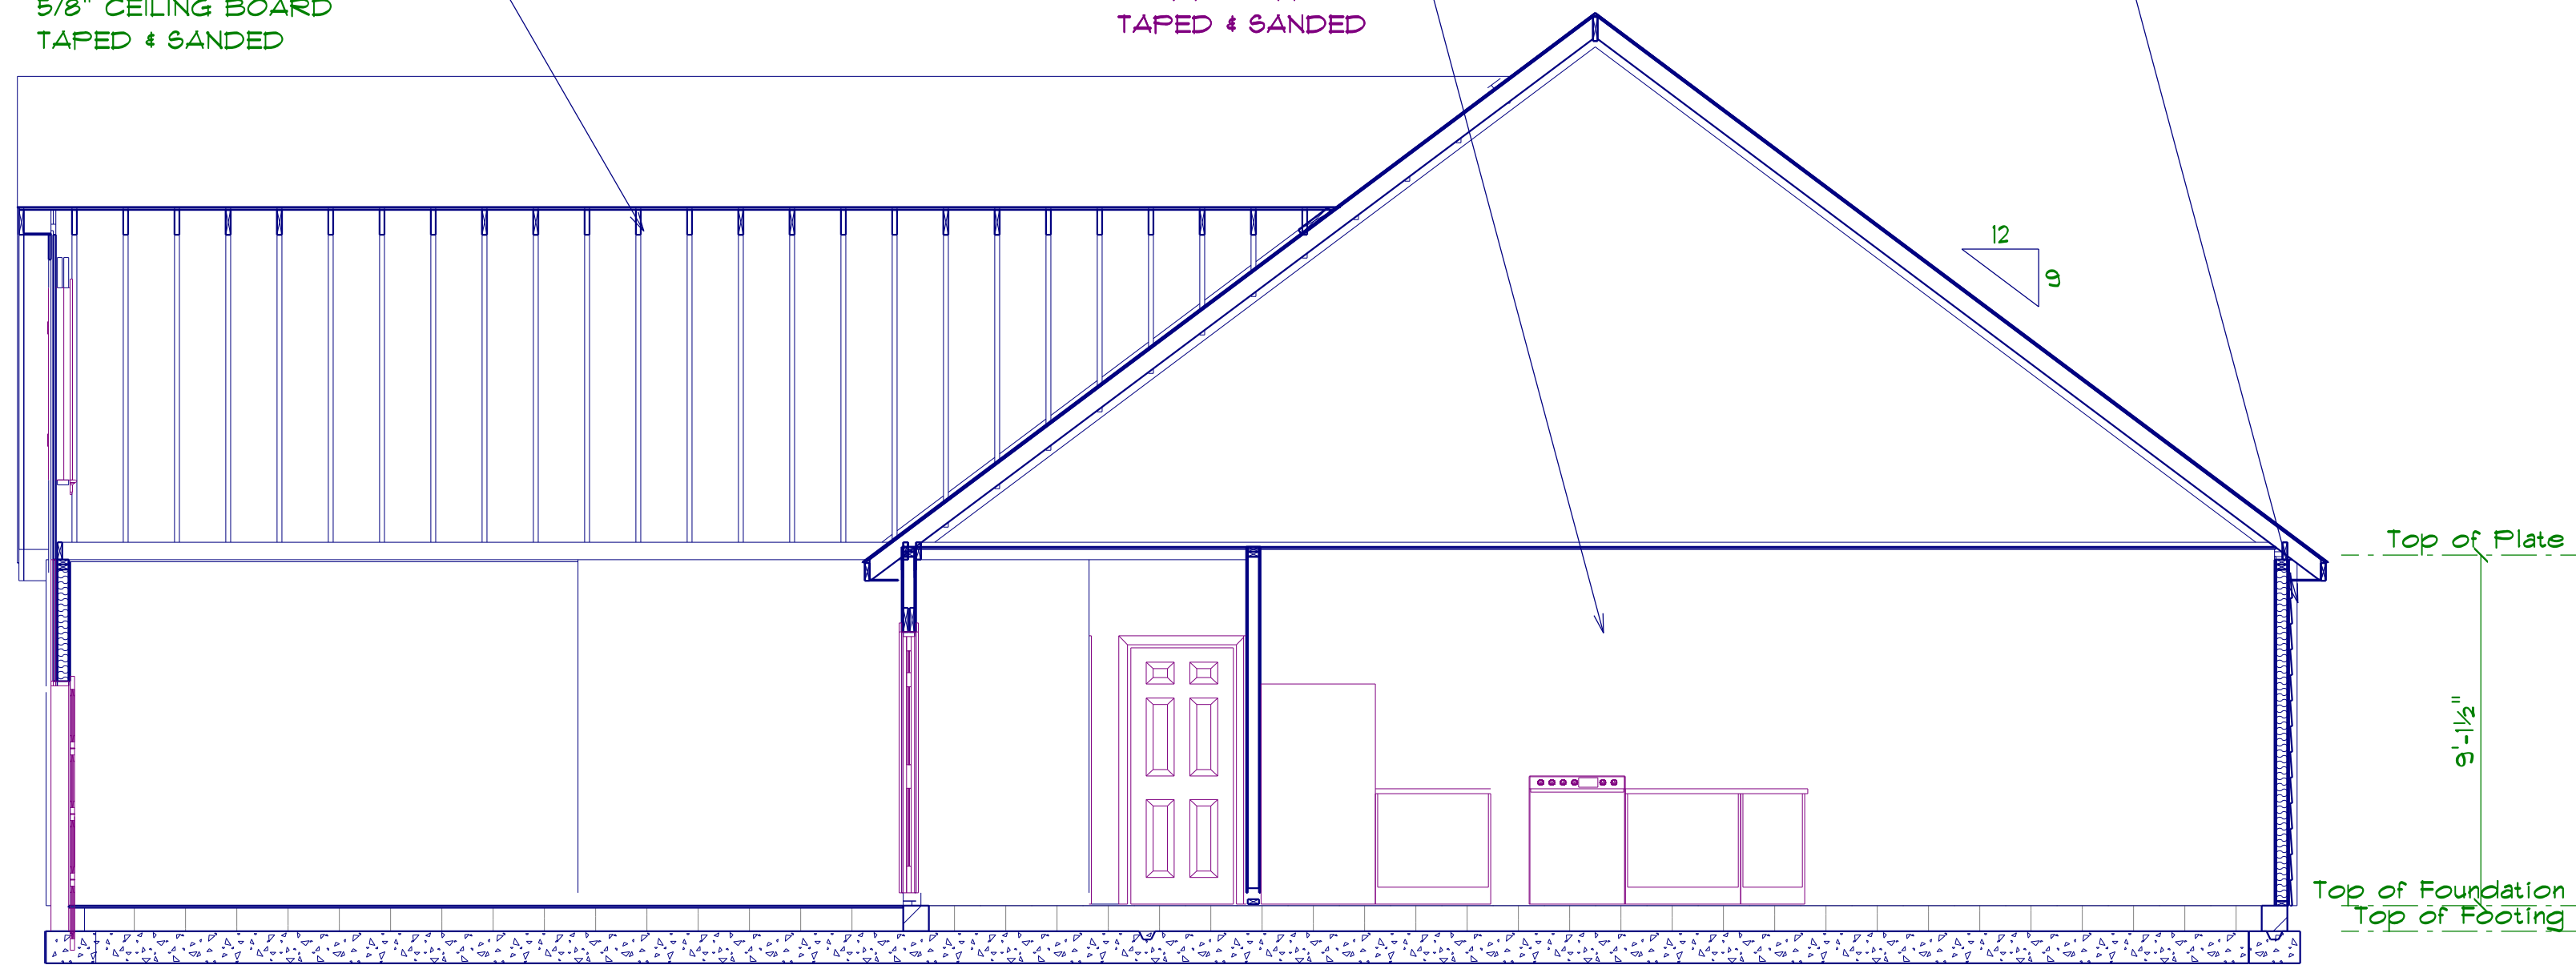 5/8" CEILING BOARD
TAPED & SANDED
TAPED & SANDED
12
9
Top of Plate
9'-1½"
Top of Foundation
Top of Footing